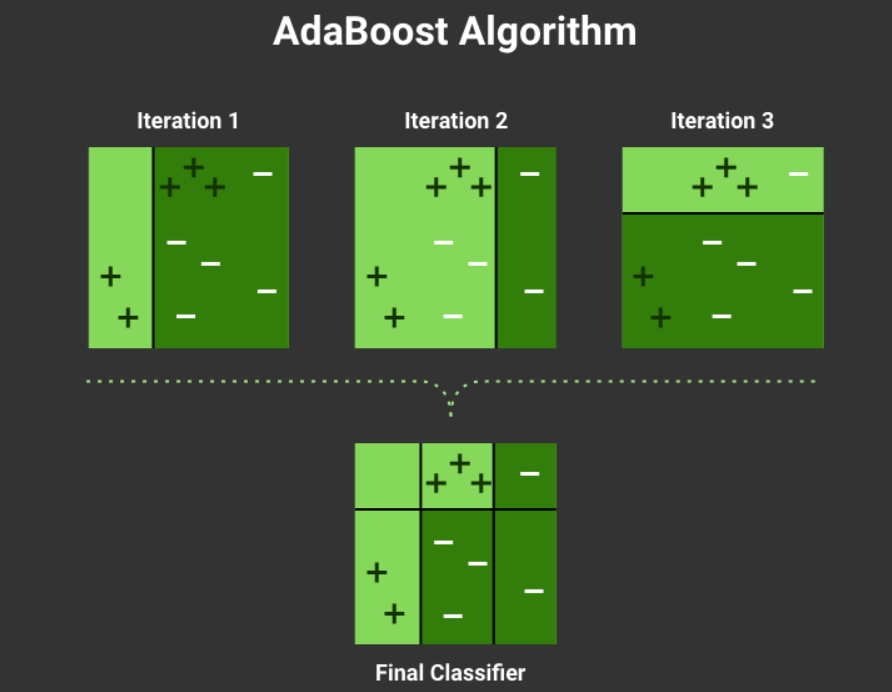 AdaBoost Algorithm
Iteration 1
Iteration 2
Iteration 3
Final Classifier